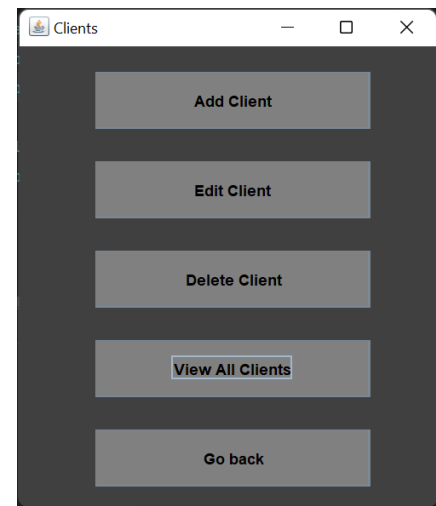 Clients
Add Client
Edit Client
Delete Client
View All Clients
Go back